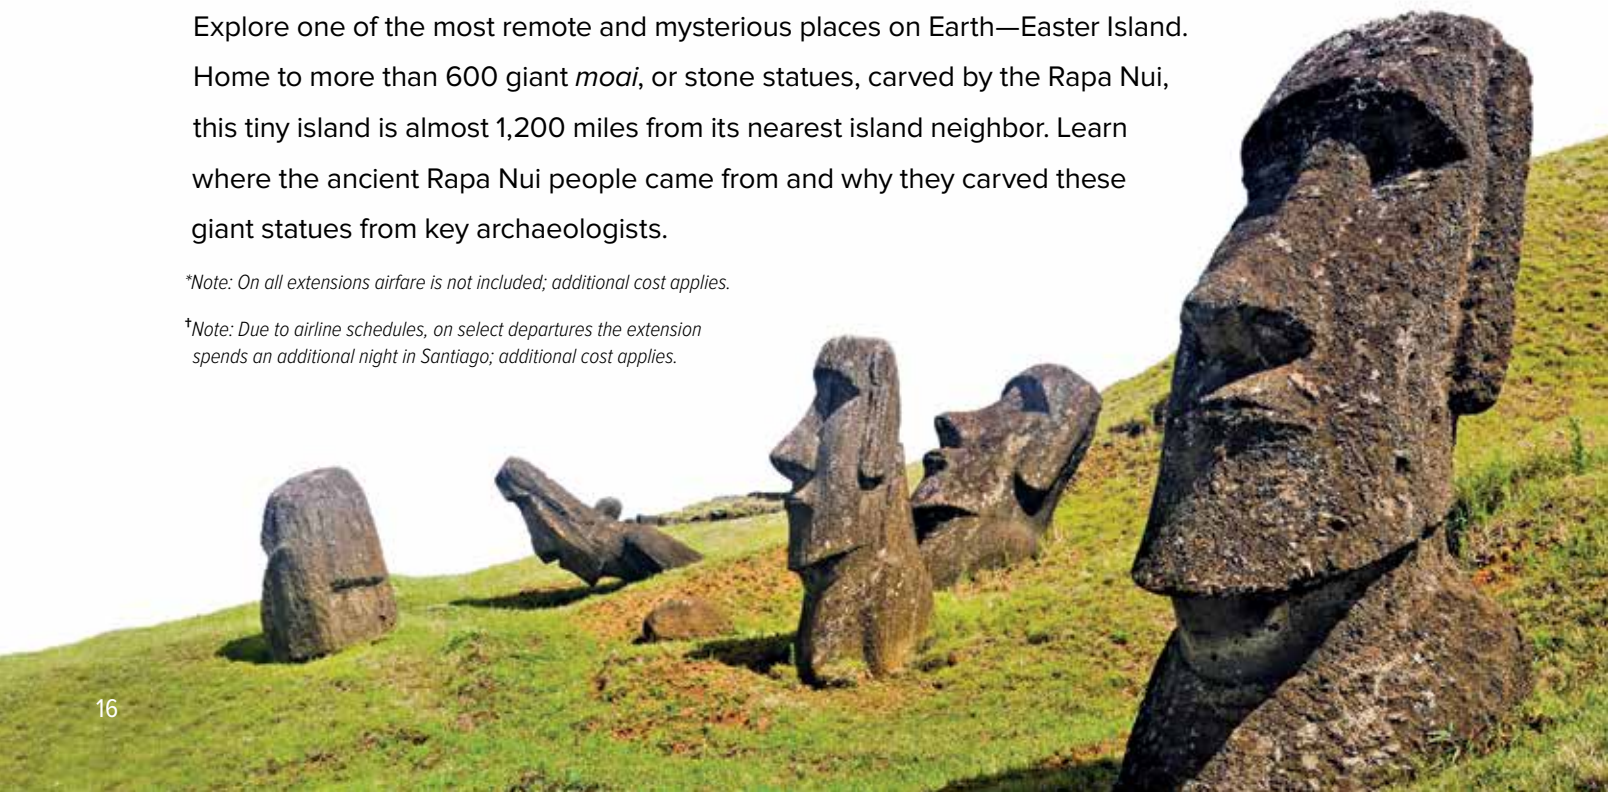 Explore one of the most remote and mysterious places on Earth—Easter Island.
Home to more than 600 giant moai, or stone statues, carved by the Rapa Nui,
this tiny island is almost 1,200 miles from its nearest island neighbor. Learn
where the ancient Rapa Nui people came from and why they carved these
giant statues from key archaeologists.
*Note: On all extensions airfare is not included; additional cost applies.
†Note: Due to airline schedules, on select departures the extension
spends an additional night in Santiago; additional cost applies.
16